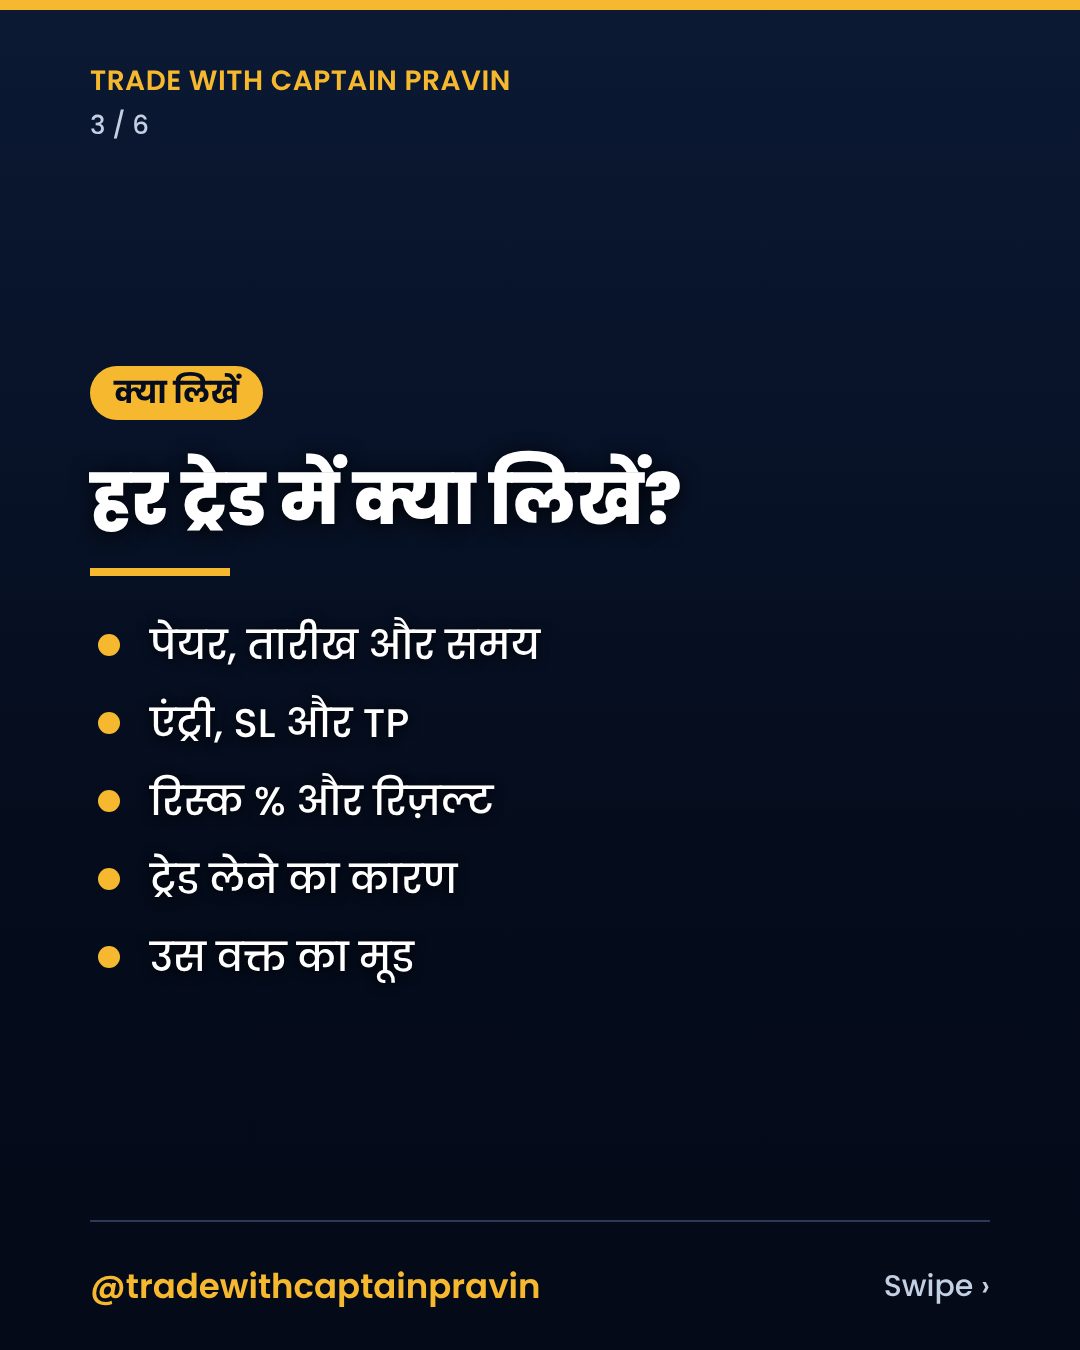 TRADE WITH CAPTAIN PRAVIN
3 / 6
क्या लिखें
हर ट्रेड में क्या लिखें?
पेयर, तारीख और समय
एंट्री, SL और TP
रिस्क % और रिज़ल्ट
ट्रेड लेने का कारण
उस वक्त का मूड
@tradewithcaptainpravin
Swipe ›